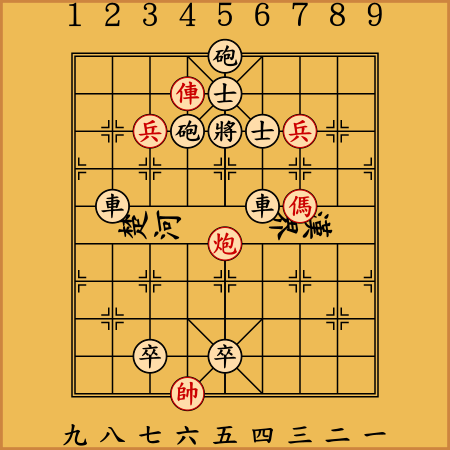 1 2 3 4 5 6 7 8 9
砲
俥 士
兵 砲 將 士 兵
車 車 傌
楚河 漢界
炮
卒 卒
帥
九 八 七 六 五 四 三 二 一